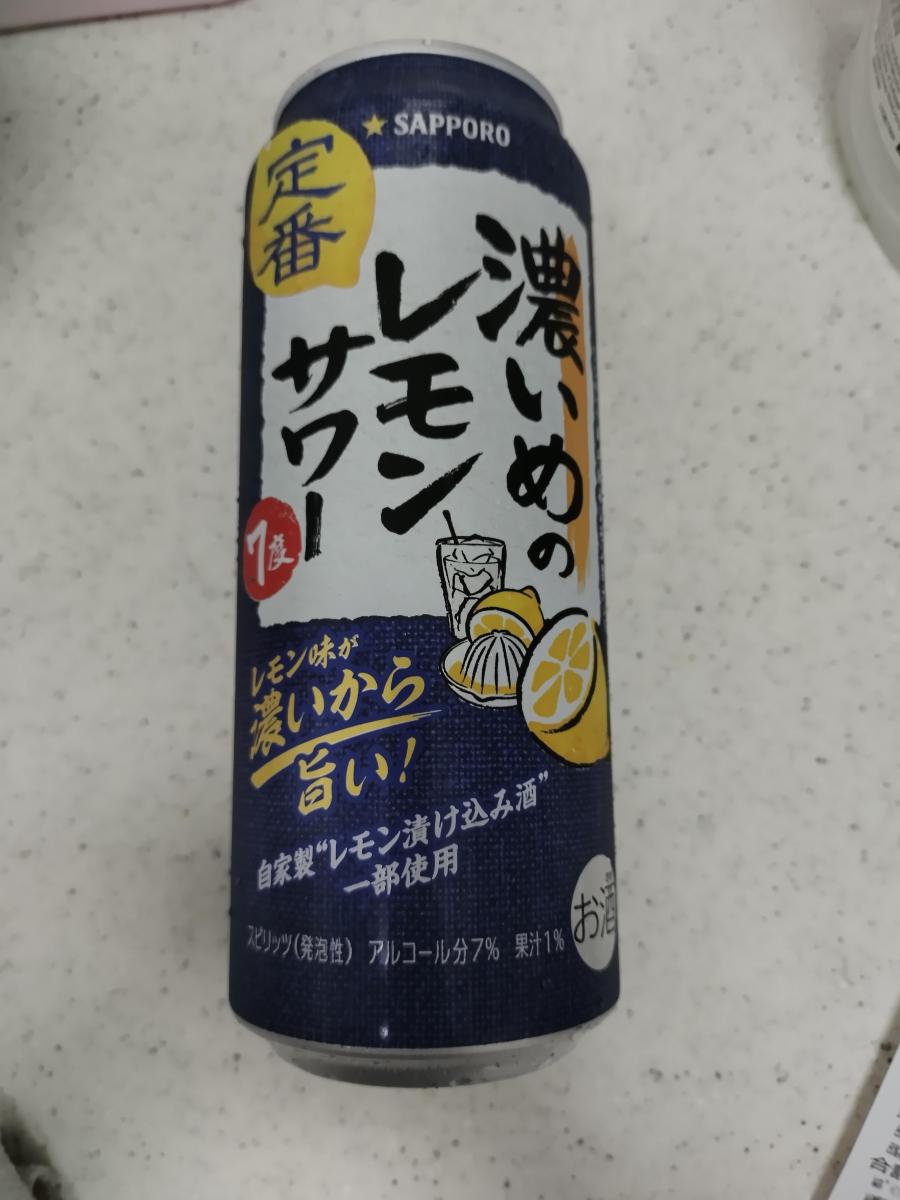 SAPPORO
定番
濃いめの
レモン
サワー
7度
レモン味が
濃いから
旨い!
自家製“レモン漬け込み酒”
一部使用
スピリッツ(発泡性) アルコール分7% 果汁1%
お酒